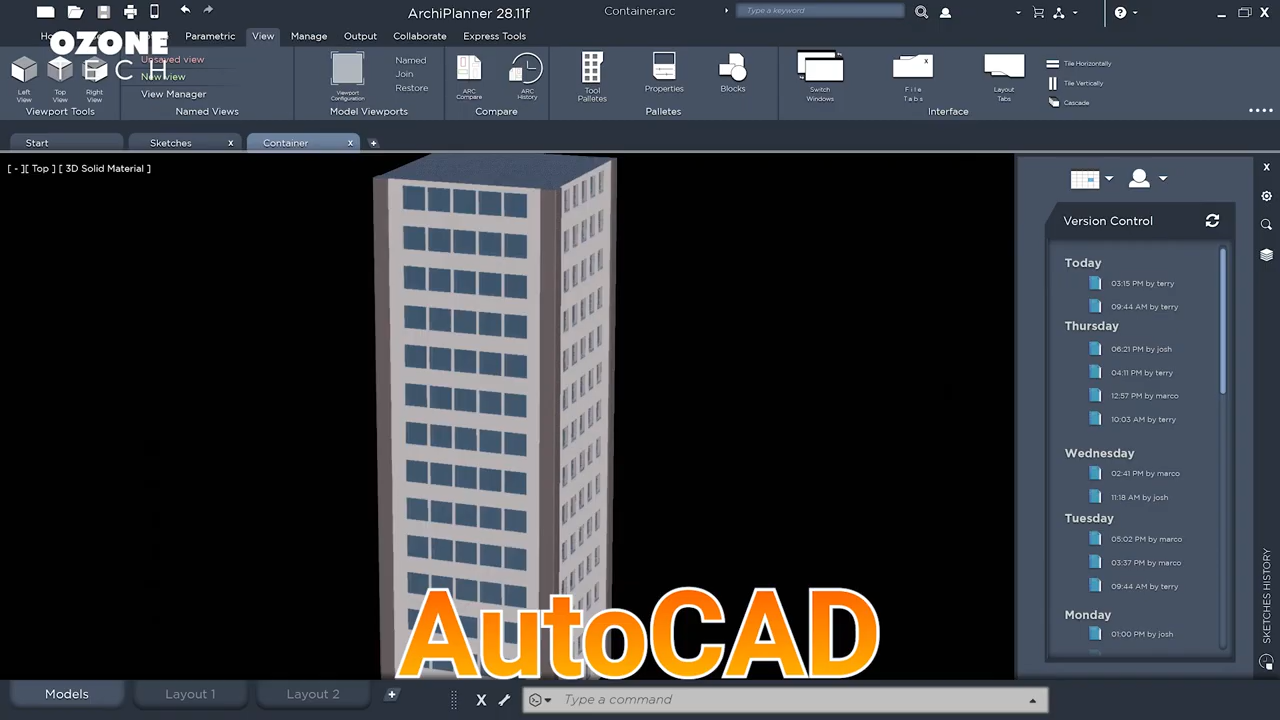 ArchiPlanner 28.11f
Container.arc
Type a keyword
OZONE
TECH
Parametric
View
Manage
Output
Collaborate
Express Tools
Unsaved view
New view
View Manager
Left View
Top View
Right View
Viewport Tools
Named Views
Viewport Configuration
Named
Join
Restore
Model Viewports
ARC Compare
ARC History
Compare
Tool Palletes
Properties
Blocks
Palletes
Switch Windows
File Tabs
Layout Tabs
Tile Horizontally
Tile Vertically
Cascade
Interface
Start
Sketches x
Container x
[ - ][ Top ] [ 3D Solid Material ]
Version Control
Today
03:15 PM by terry
09:44 AM by terry
Thursday
06:21 PM by josh
04:11 PM by terry
12:57 PM by marco
10:03 AM by terry
Wednesday
02:41 PM by marco
11:18 AM by josh
Tuesday
05:02 PM by marco
03:37 PM by marco
09:44 AM by terry
Monday
01:00 PM by josh
SKETCHES HISTORY
AutoCAD
Models
Layout 1
Layout 2
Type a command